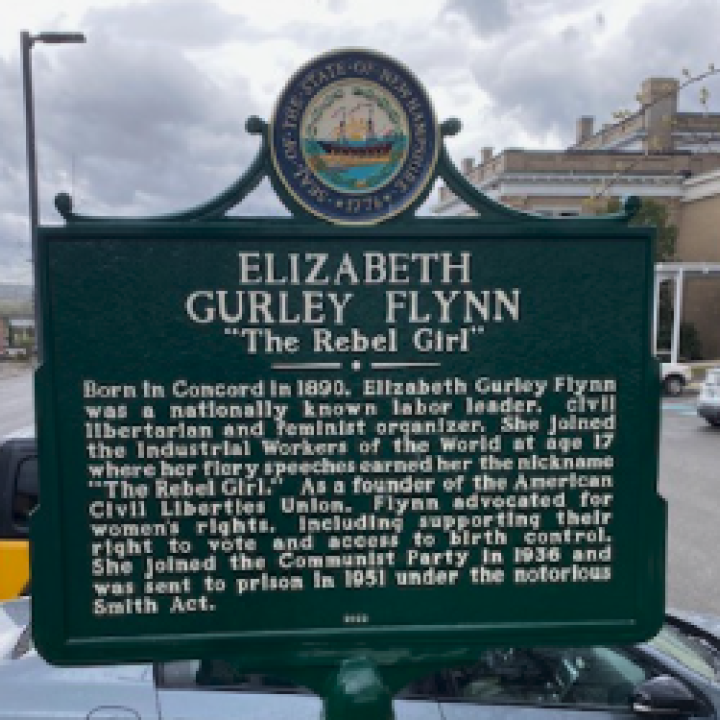 SEAL·OF·THE·STATE·OF·NEW HAMPSHIRE
•1776•
ELIZABETH
GURLEY FLYNN
"The Rebel Girl"
Born in Concord in 1890, Elizabeth Gurley Flynn
was a nationally known labor leader, civil
libertarian and feminist organizer. She joined
the Industrial Workers of the World at age 17
where her fiery speeches earned her the nickname
"The Rebel Girl." As a founder of the American
Civil Liberties Union, Flynn advocated for
women's rights, including supporting their
right to vote and access to birth control.
She joined the Communist Party in 1936 and
was sent to prison in 1951 under the notorious
Smith Act.